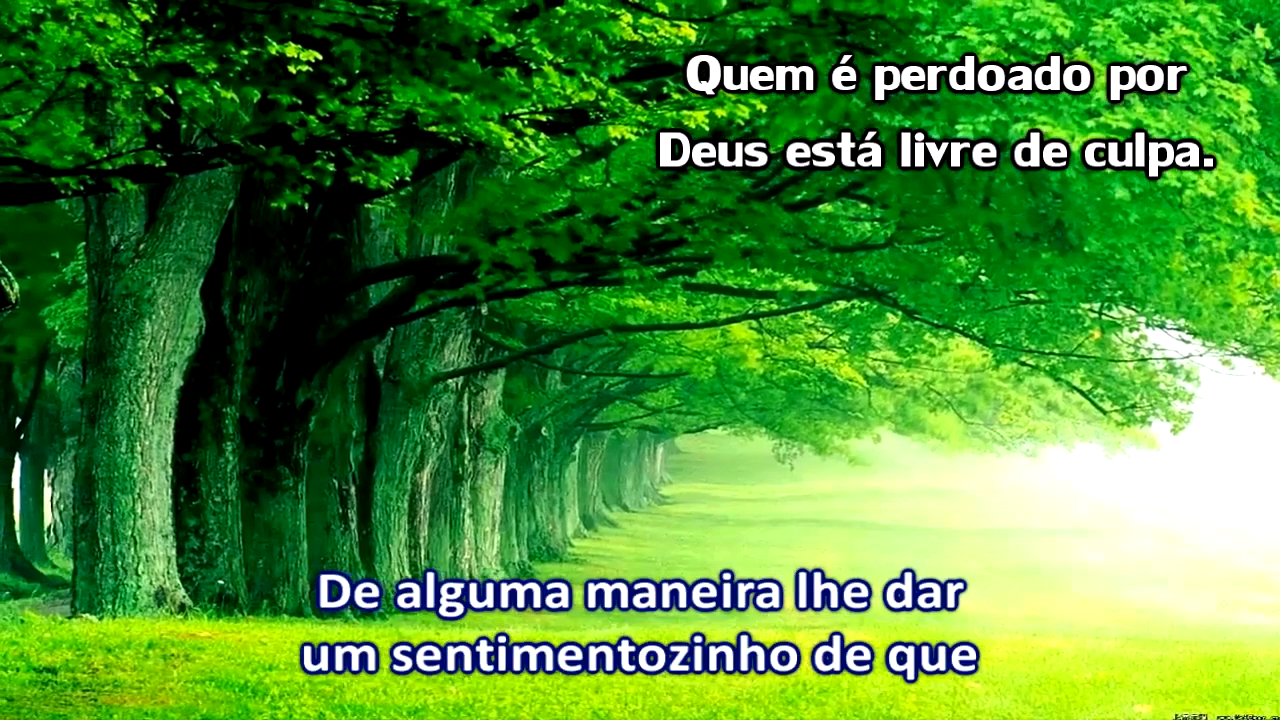 Quem é perdoado por
Deus está livre de culpa.
De alguma maneira lhe dar
um sentimentozinho de que